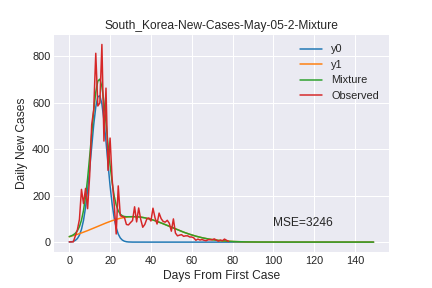 South_Korea-New-Cases-May-05-2-Mixture
y0
y1
Mixture
Observed
800
600
400
200
0
Daily New Cases
MSE=3246
0 20 40 60 80 100 120 140
Days From First Case